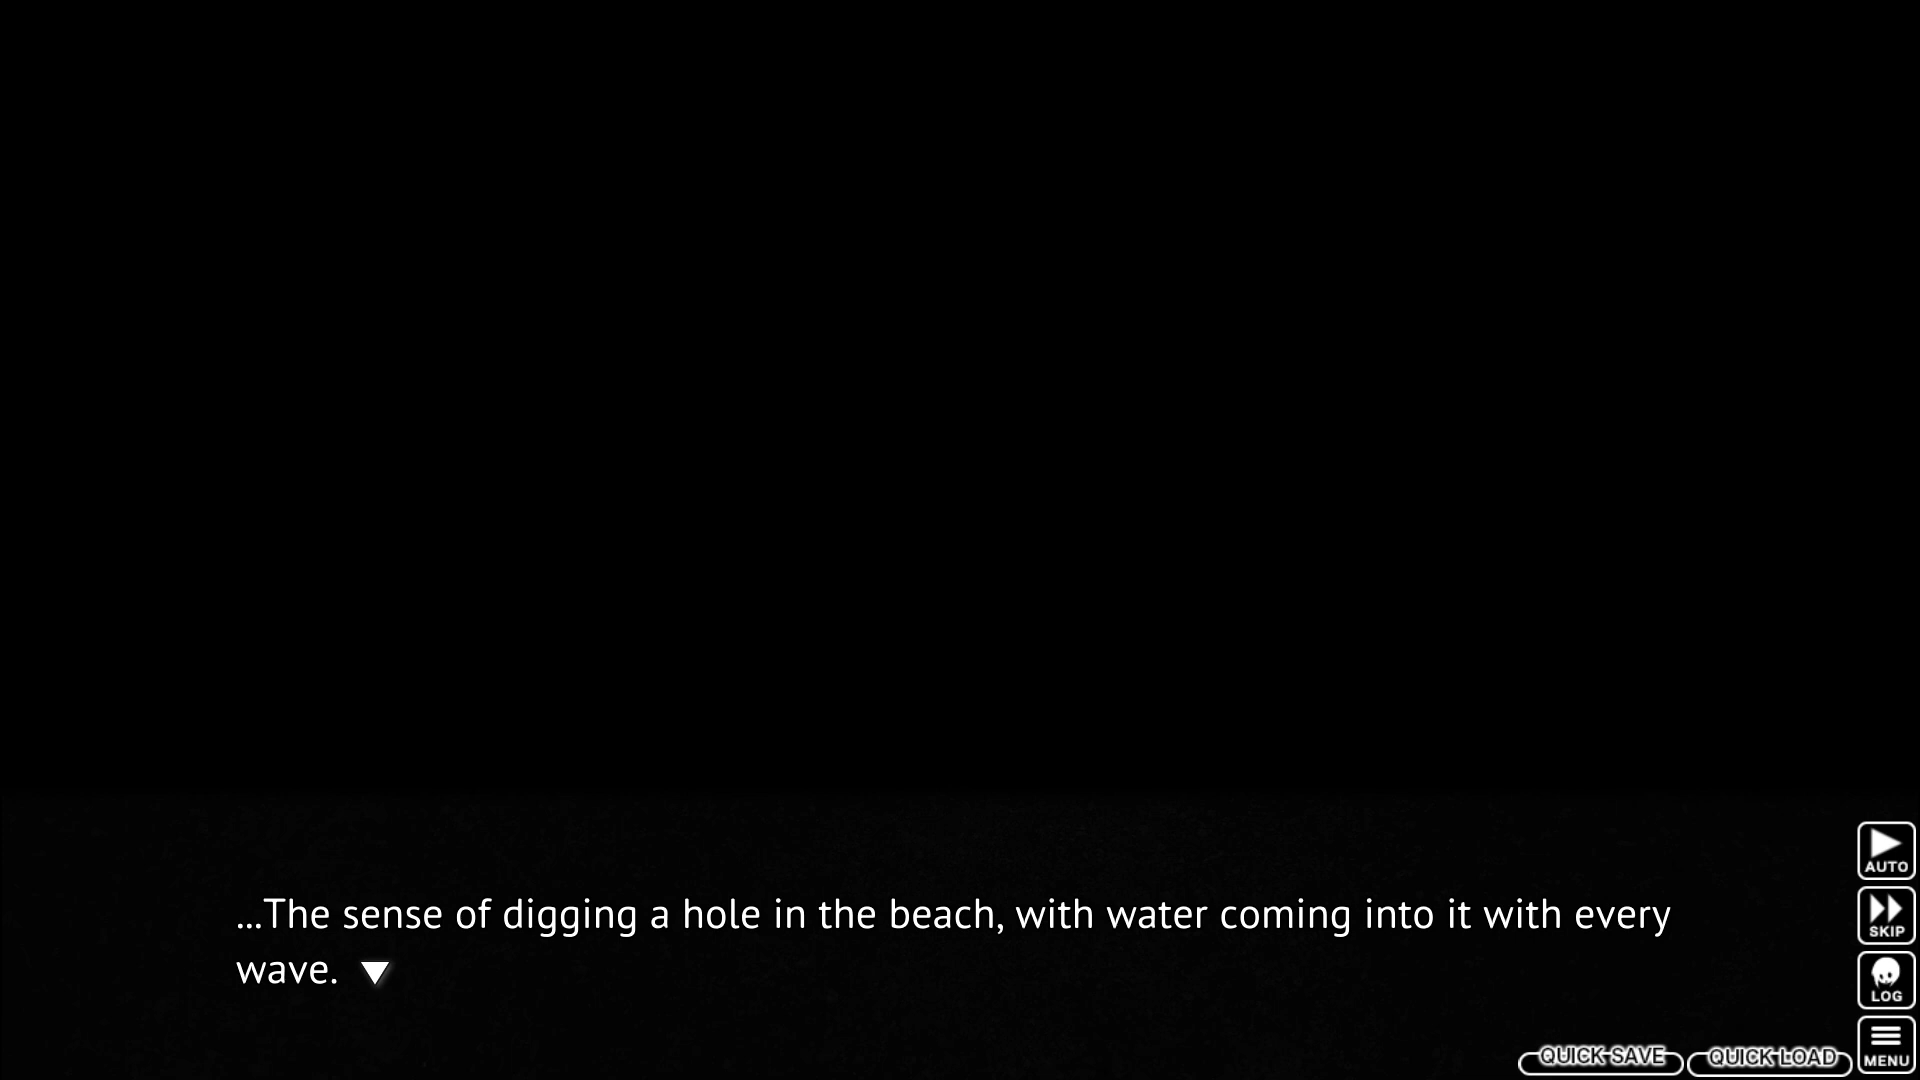 ...The sense of digging a hole in the beach, with water coming into it with every
wave.
AUTO
SKIP
LOG
MENU
QUICK SAVE
QUICK LOAD